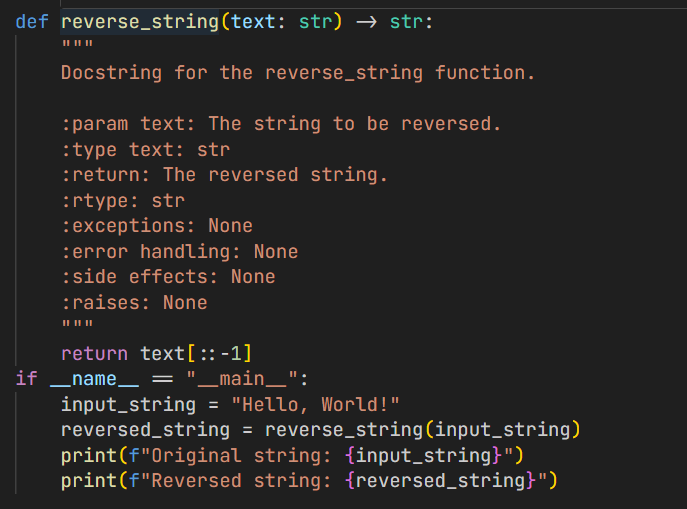 def reverse_string(text: str) -> str:
    """
    Docstring for the reverse_string function.

    :param text: The string to be reversed.
    :type text: str
    :return: The reversed string.
    :rtype: str
    :exceptions: None
    :error handling: None
    :side effects: None
    :raises: None
    """
    return text[::-1]
if __name__ == "__main__":
    input_string = "Hello, World!"
    reversed_string = reverse_string(input_string)
    print(f"Original string: {input_string}")
    print(f"Reversed string: {reversed_string}")